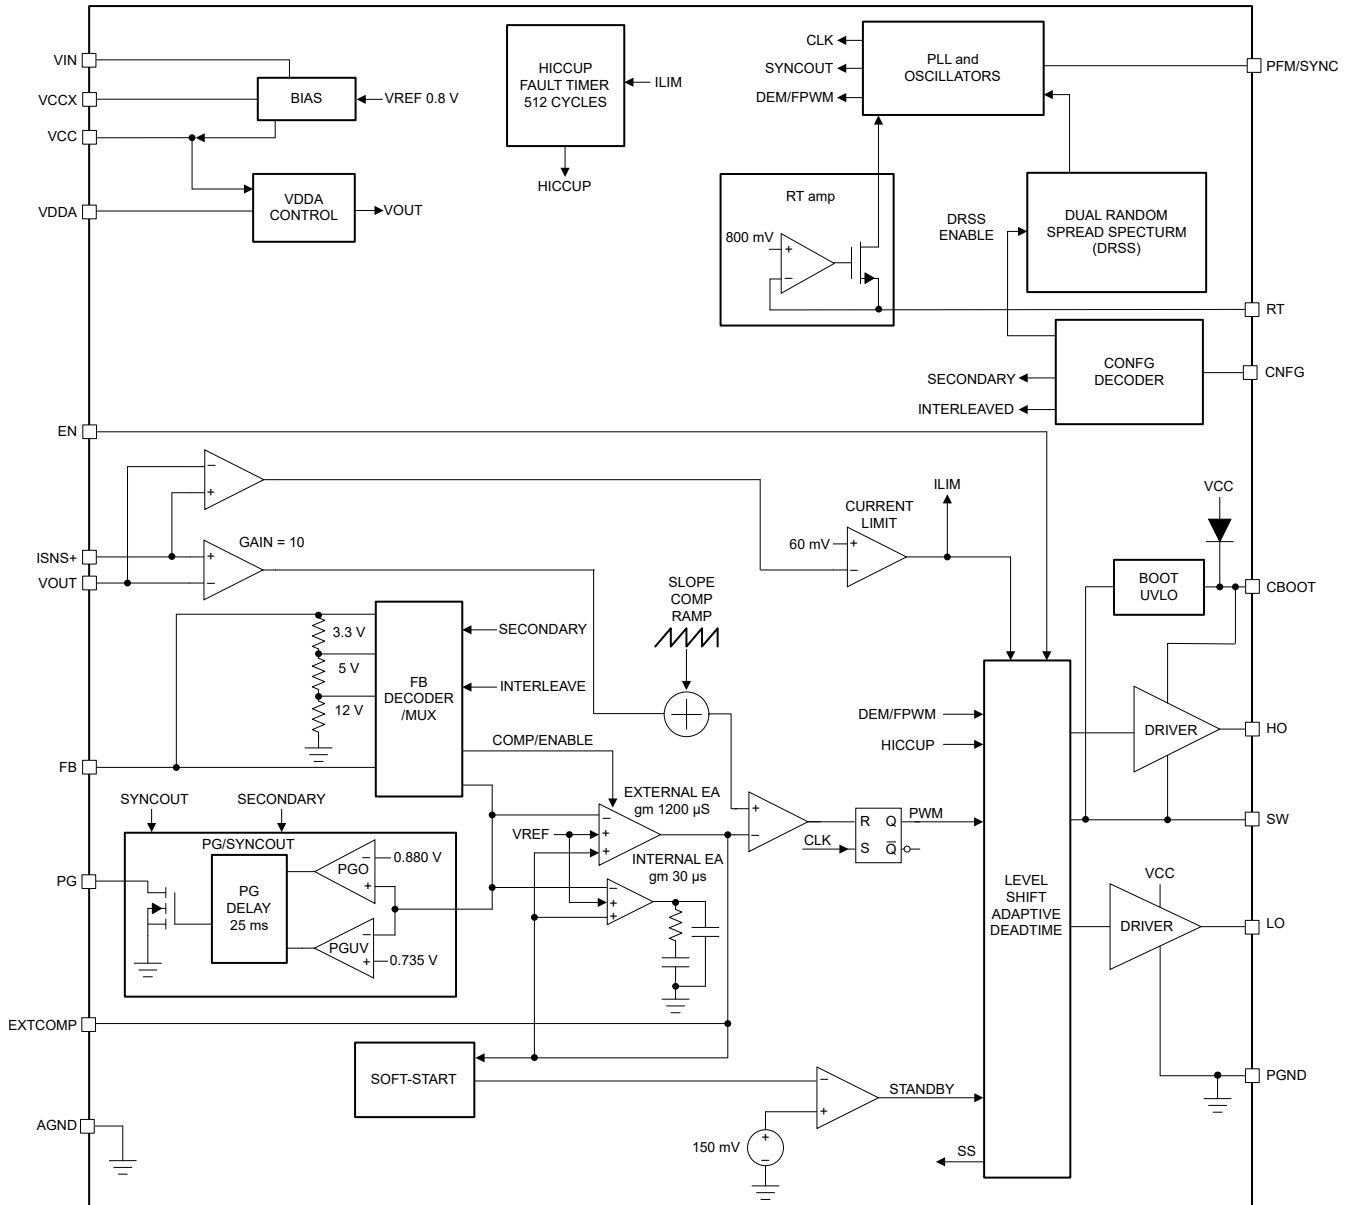 VIN
VCCX
VCC
VDDA
BIAS
VREF 0.8 V
VDDA
CONTROL
VOUT
HICCUP
FAULT TIMER
512 CYCLES
ILIM
HICCUP
CLK
SYNCOUT
DEM/FPWM
PLL and
OSCILLATORS
PFM/SYNC
RT amp
800 mV
+
−
DRSS
ENABLE
DUAL RANDOM
SPREAD SPECTURM
(DRSS)
RT
CONFG
DECODER
CNFG
SECONDARY
INTERLEAVED
EN
−
+
ISNS+
VOUT
+
−
GAIN = 10
CURRENT
LIMIT
ILIM
60 mV
+
−
VCC
BOOT
UVLO
CBOOT
SLOPE
COMP
RAMP
3.3 V
5 V
12 V
FB
DECODER
/MUX
SECONDARY
INTERLEAVE
COMP/ENABLE
FB
DEM/FPWM
HICCUP
DRIVER
HO
SYNCOUT
SECONDARY
EXTERNAL EA
gm 1200 µS
VREF
−
+
+
+
−
R Q
S Q
CLK
PWM
SW
INTERNAL EA
gm 30 µs
−
+
+
PG/SYNCOUT
PG
PG
DELAY
25 ms
PGO
−
+
0.880 V
PGUV
−
+
0.735 V
LEVEL
SHIFT
ADAPTIVE
DEADTIME
VCC
DRIVER
LO
EXTCOMP
SOFT-START
−
+
STANDBY
PGND
AGND
150 mV
+
−
SS